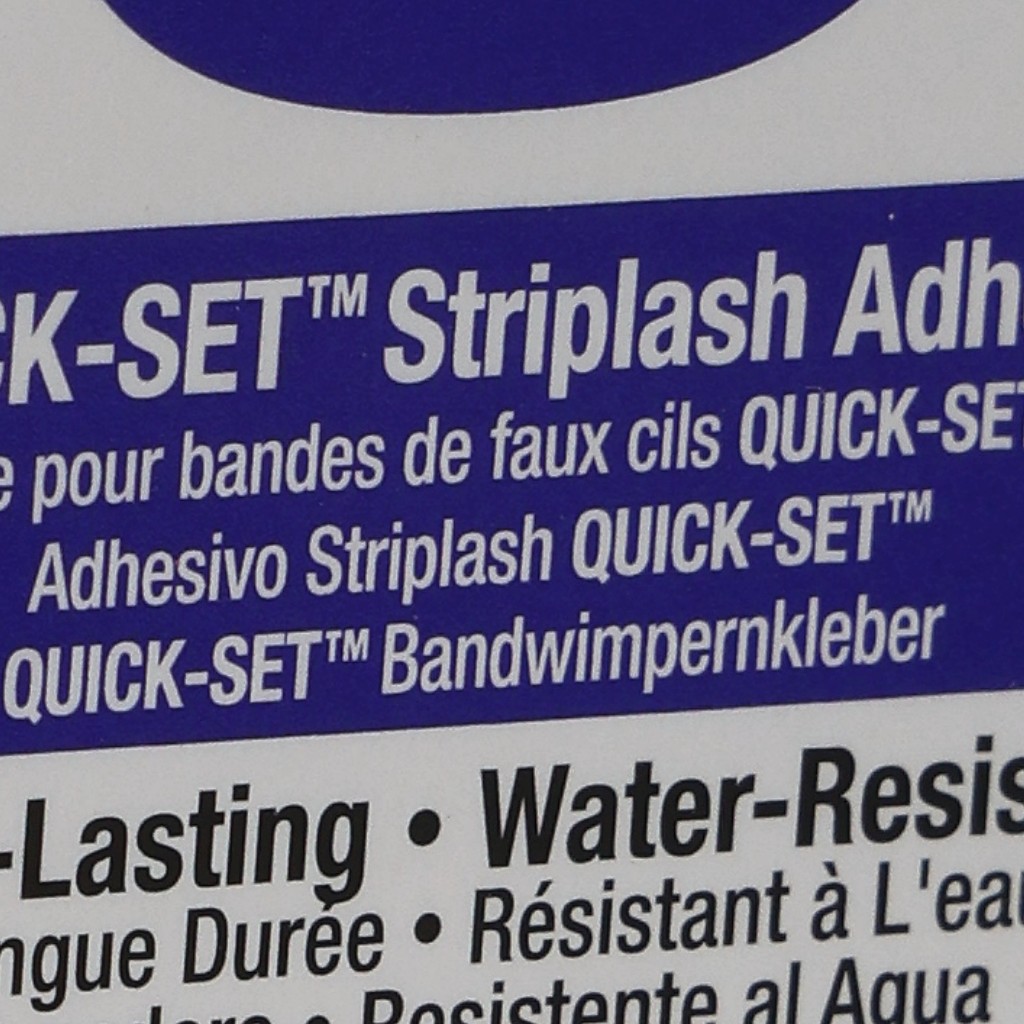 CK-SET™ Striplash Adh
e pour bandes de faux cils QUICK-SET
Adhesivo Striplash QUICK-SET™
QUICK-SET™ Bandwimpernkleber
-Lasting • Water-Resis
ngue Durée • Résistant à L'eau
• Resistente al Agua